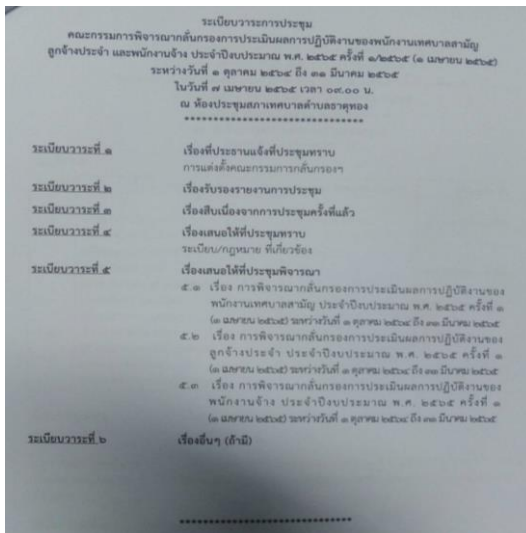 ระเบียบวาระการประชุม
คณะกรรมการพิจารณากลั่นกรองการประเมินผลการปฏิบัติงานของพนักงานเทศบาลสามัญ
ลูกจ้างประจำ และพนักงานจ้าง ประจำปีงบประมาณ พ.ศ. ๒๕๖๕ ครั้งที่ ๑/๒๕๖๕ (๑ เมษายน ๒๕๖๕)
ระหว่างวันที่ ๑ ตุลาคม ๒๕๖๔ ถึง ๓๑ มีนาคม ๒๕๖๕
ในวันที่ ๗ เมษายน ๒๕๖๕ เวลา ๐๙.๐๐ น.
ณ ห้องประชุมสภาเทศบาลตำบลธาตุทอง
*******************************
ระเบียบวาระที่ ๑ เรื่องที่ประธานแจ้งที่ประชุมทราบ
การแต่งตั้งคณะกรรมการกลั่นกรองฯ
ระเบียบวาระที่ ๒ เรื่องรับรองรายงานการประชุม
ระเบียบวาระที่ ๓ เรื่องสืบเนื่องจากการประชุมครั้งที่แล้ว
ระเบียบวาระที่ ๔ เรื่องเสนอให้ที่ประชุมทราบ
ระเบียบ/กฎหมาย ที่เกี่ยวข้อง
ระเบียบวาระที่ ๕ เรื่องเสนอให้ที่ประชุมพิจารณา
๕.๑ เรื่อง การพิจารณากลั่นกรองการประเมินผลการปฏิบัติงานของ
พนักงานเทศบาลสามัญ ประจำปีงบประมาณ พ.ศ. ๒๕๖๕ ครั้งที่ ๑
(๑ เมษายน ๒๕๖๕) ระหว่างวันที่ ๑ ตุลาคม ๒๕๖๔ ถึง ๓๑ มีนาคม ๒๕๖๕
๕.๒ เรื่อง การพิจารณากลั่นกรองการประเมินผลการปฏิบัติงานของ
ลูกจ้างประจำ ประจำปีงบประมาณ พ.ศ. ๒๕๖๕ ครั้งที่ ๑
(๑ เมษายน ๒๕๖๕) ระหว่างวันที่ ๑ ตุลาคม ๒๕๖๔ ถึง ๓๑ มีนาคม ๒๕๖๕
๕.๓ เรื่อง การพิจารณากลั่นกรองการประเมินผลการปฏิบัติงานของ
พนักงานจ้าง ประจำปีงบประมาณ พ.ศ. ๒๕๖๕ ครั้งที่ ๑
(๑ เมษายน ๒๕๖๕) ระหว่างวันที่ ๑ ตุลาคม ๒๕๖๔ ถึง ๓๑ มีนาคม ๒๕๖๕
ระเบียบวาระที่ ๖ เรื่องอื่นๆ (ถ้ามี)
*******************************